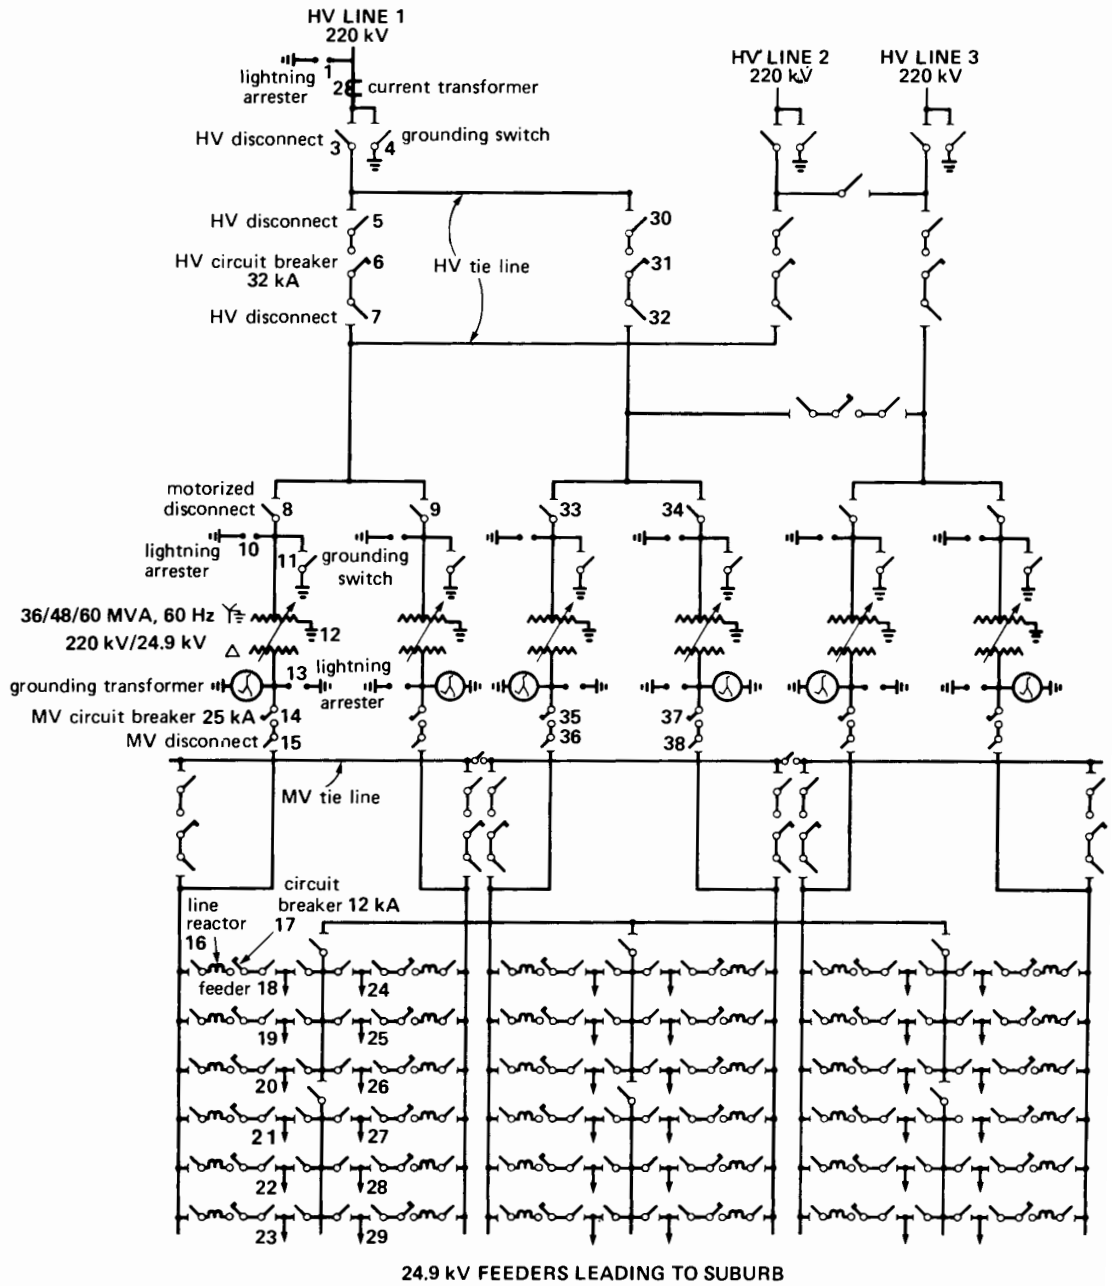 HV LINE 1
220 kV
lightning
arrester
1
28
current transformer
HV LINE 2
220 kV
HV LINE 3
220 kV
HV disconnect
3
4
grounding switch
HV disconnect
5
30
HV circuit breaker
32 kA
6
HV tie line
31
HV disconnect
7
32
motorized
disconnect
8
9
33
34
lightning
arrester
10
11
grounding
switch
36/48/60 MVA, 60 Hz
220 kV/24.9 kV
12
grounding transformer
13
lightning
arrester
MV circuit breaker 25 kA
14
35
37
MV disconnect
15
36
38
MV tie line
line
reactor
16
circuit
breaker 12 kA
17
feeder 18
24
19
25
20
26
21
27
22
28
23
29
24.9 kV FEEDERS LEADING TO SUBURB